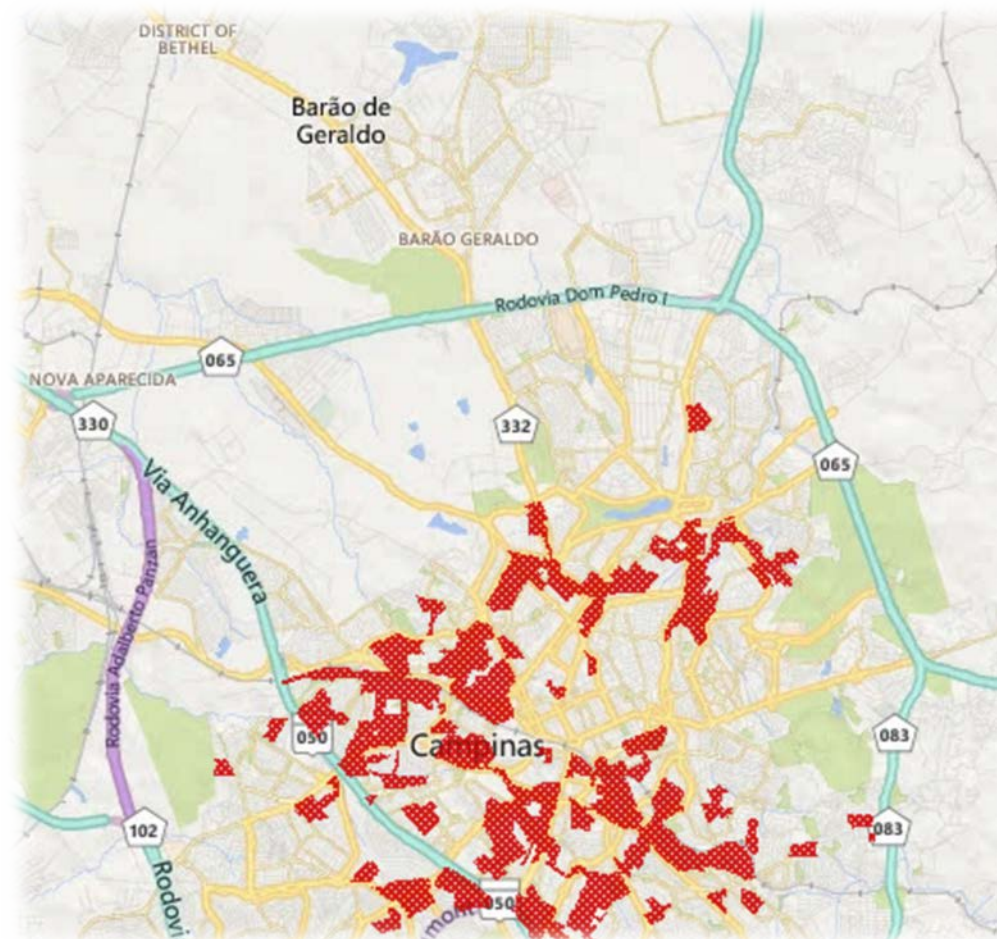 DISTRICT OF
BETHEL
Barão de
Geraldo
BARÃO GERALDO
Rodovia Dom Pedro I
065
NOVA APARECIDA
330
332
065
Via Anhanguera
Rodovia Adalberto Panzan
050
Campinas
083
102
083
Rodovi
050